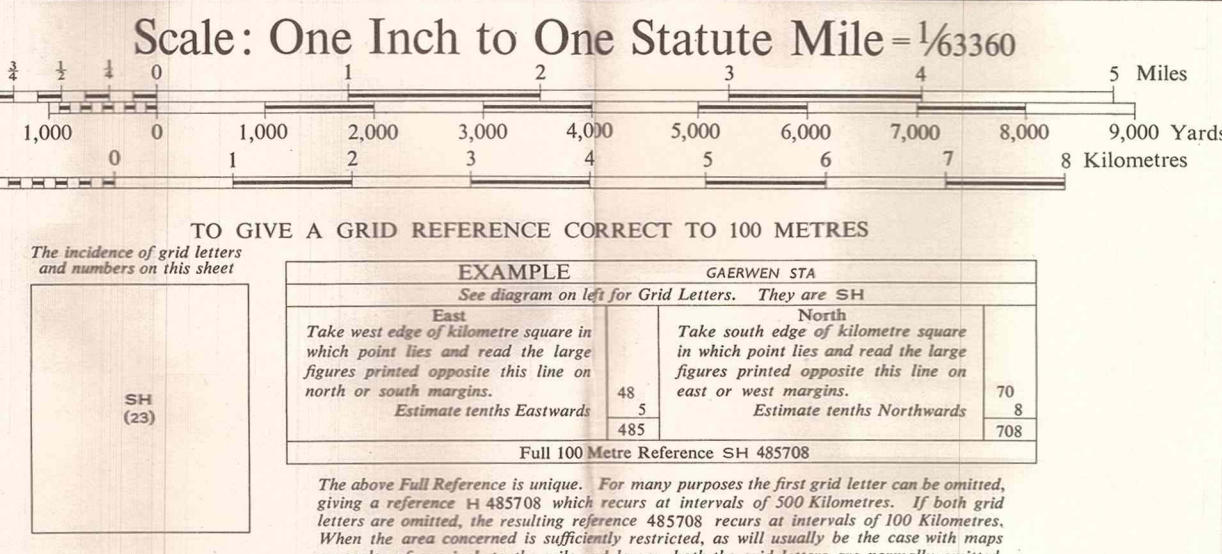 Scale: One Inch to One Statute Mile = 1/63360
¾ ½ ¼ 0 1 2 3 4 5 Miles
1,000 0 1,000 2,000 3,000 4,000 5,000 6,000 7,000 8,000 9,000 Yards
0 1 2 3 4 5 6 7 8 Kilometres
TO GIVE A GRID REFERENCE CORRECT TO 100 METRES
The incidence of grid letters
and numbers on this sheet
SH
(23)
EXAMPLE GAERWEN STA
See diagram on left for Grid Letters. They are SH
East
Take west edge of kilometre square in
which point lies and read the large
figures printed opposite this line on
north or south margins. 48
Estimate tenths Eastwards 5
485
North
Take south edge of kilometre square
in which point lies and read the large
figures printed opposite this line on
east or west margins. 70
Estimate tenths Northwards 8
708
Full 100 Metre Reference SH 485708
The above Full Reference is unique. For many purposes the first grid letter can be omitted,
giving a reference H 485708 which recurs at intervals of 500 Kilometres. If both grid
letters are omitted, the resulting reference 485708 recurs at intervals of 100 Kilometres.
When the area concerned is sufficiently restricted, as will usually be the case with maps